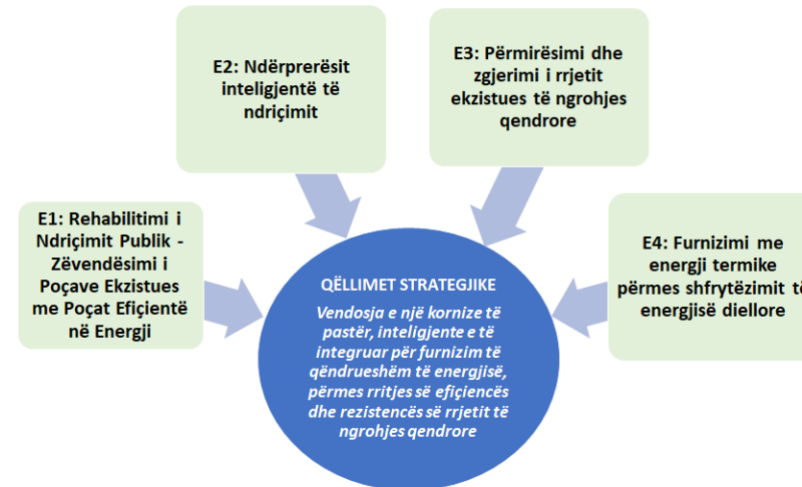 E2: Ndërprerësit
inteligjentë të
ndriçimit
E3: Përmirësimi dhe
zgjerimi i rrjetit
ekzistues të ngrohjes
qendrore
E1: Rehabilitimi i
Ndriçimit Publik -
Zëvendësimi i
Poçave Ekzistues
me Poçat Efiçientë
në Energji
E4: Furnizimi me
energji termike
përmes shfrytëzimit të
energjisë diellore
QËLLIMET STRATEGJIKE
Vendosja e një kornize të
pastër, inteligjente e të
integruar për furnizim të
qëndrueshëm të energjisë,
përmes rritjes së efiçiencës
dhe rezistencës së rrjetit të
ngrohjes qendrore